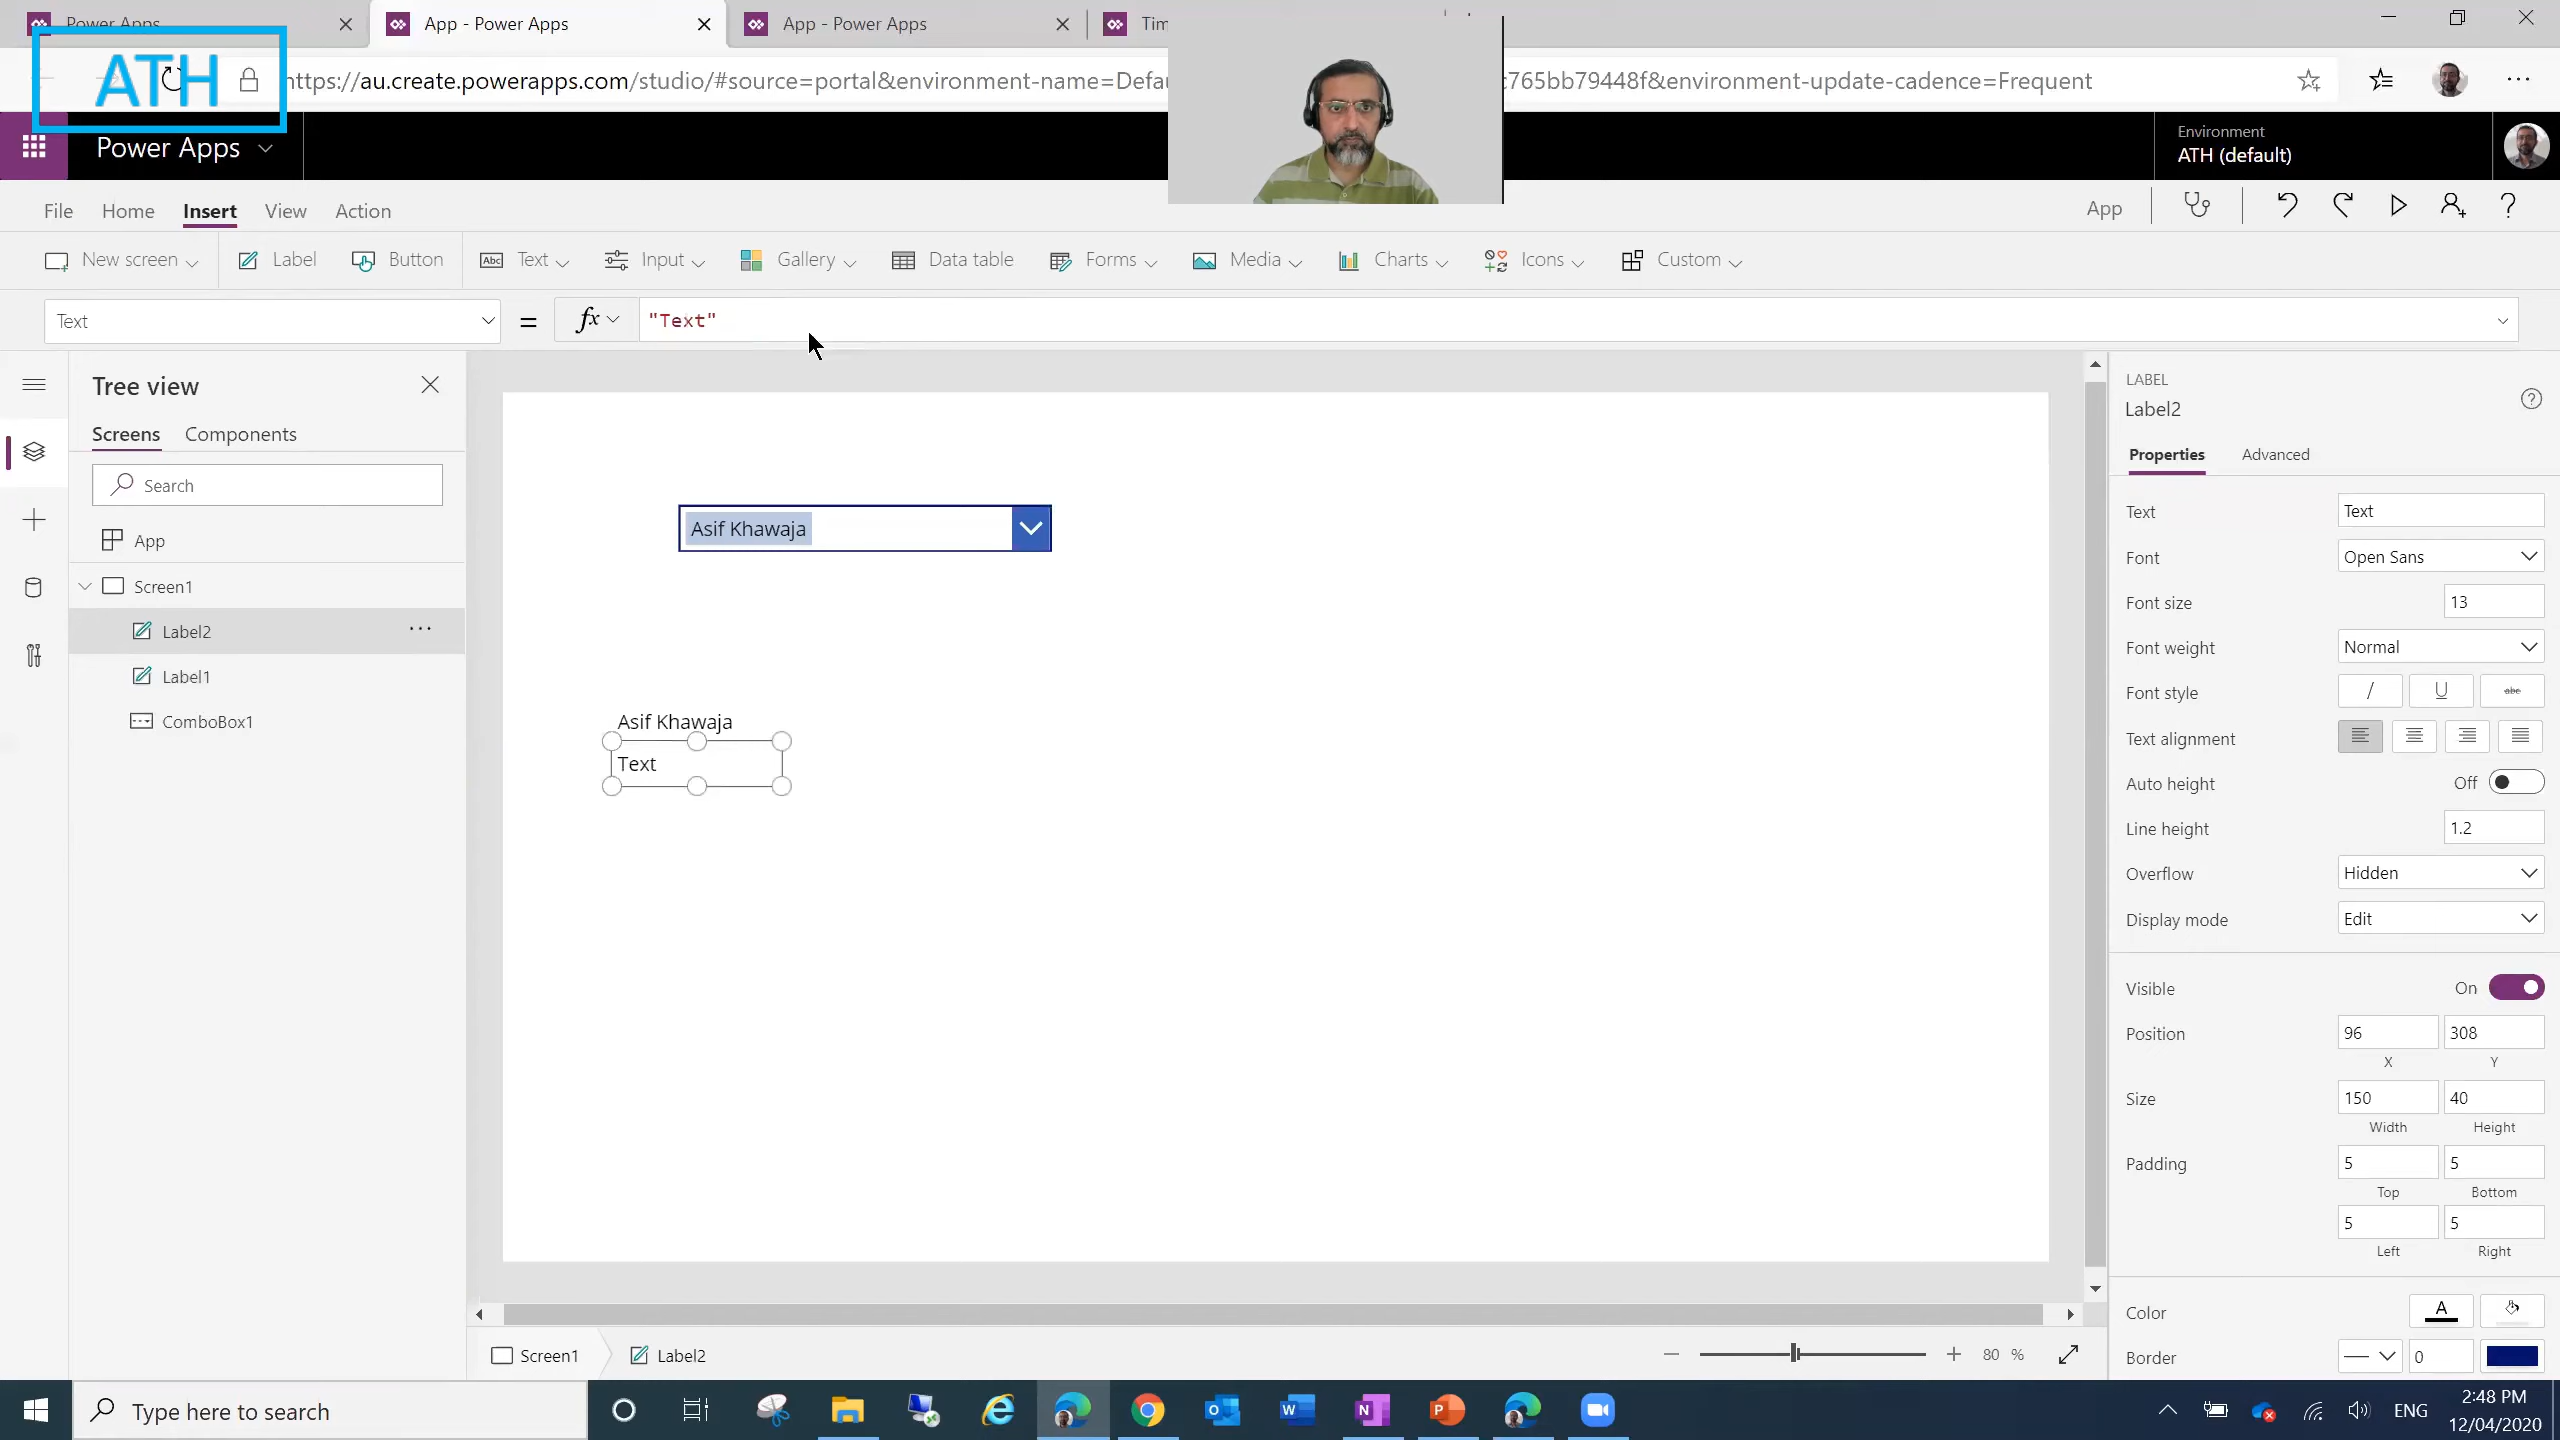 Power Apps
App - Power Apps
App - Power Apps
Tim
ATH
https://au.create.powerapps.com/studio/#source=portal&environment-name=Defau
c765bb79448f&environment-update-cadence=Frequent
Power Apps
Environment
ATH (default)
File Home Insert View Action
App
New screen Label Button Text Input Gallery Data table Forms Media Charts Icons Custom
Text = fx "Text"
Tree view
Screens Components
Search
App
Screen1
Label2
Label1
ComboBox1
Asif Khawaja
Asif Khawaja
Text
LABEL
Label2
Properties Advanced
Text Text
Font Open Sans
Font size 13
Font weight Normal
Font style / U abc
Text alignment
Auto height Off
Line height 1.2
Overflow Hidden
Display mode Edit
Visible On
Position 96 308
X Y
Size 150 40
Width Height
Padding 5 5
Top Bottom
5 5
Left Right
Color A
Border 0
Screen1 Label2
80 %
Type here to search
ENG
2:48 PM
12/04/2020